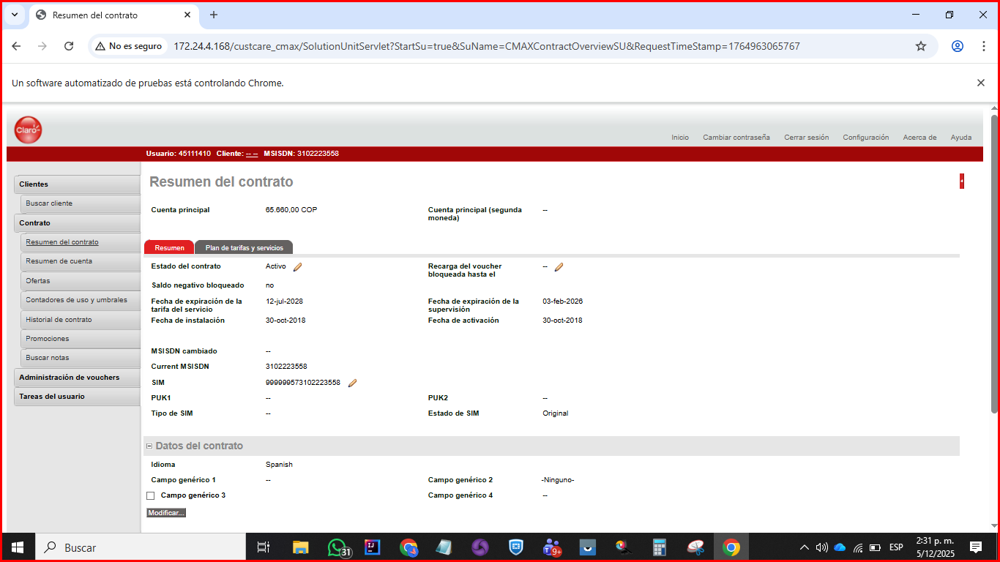 Resumen del contrato
No es seguro
172.24.4.168/custcare_cmax/SolutionUnitServlet?StartSu=true&SuName=CMAXContractOverviewSU&RequestTimeStamp=1764963065767
Un software automatizado de pruebas está controlando Chrome.
Claro
Inicio Cambiar contraseña Cerrar sesión Configuración Acerca de Ayuda
Usuario: 45111410 Cliente: -- -- MSISDN: 3102223558
Clientes
Buscar cliente
Contrato
Resumen del contrato
Resumen de cuenta
Ofertas
Contadores de uso y umbrales
Historial de contrato
Promociones
Buscar notas
Administración de vouchers
Tareas del usuario
Resumen del contrato
Cuenta principal 65.660,00 COP Cuenta principal (segunda
moneda) --
Resumen Plan de tarifas y servicios
Estado del contrato Activo Recarga del voucher
bloqueada hasta el --
Saldo negativo bloqueado no
Fecha de expiración de la
tarifa del servicio 12-jul-2028 Fecha de expiración de la
supervisión 03-feb-2026
Fecha de instalación 30-oct-2018 Fecha de activación 30-oct-2018
MSISDN cambiado --
Current MSISDN 3102223558
SIM 999999573102223558
PUK1 -- PUK2 --
Tipo de SIM -- Estado de SIM Original
Datos del contrato
Idioma Spanish
Campo genérico 1 -- Campo genérico 2 -Ninguno-
Campo genérico 3 Campo genérico 4 --
Modificar...
Buscar
31
9+
ESP
2:31 p. m.
5/12/2025